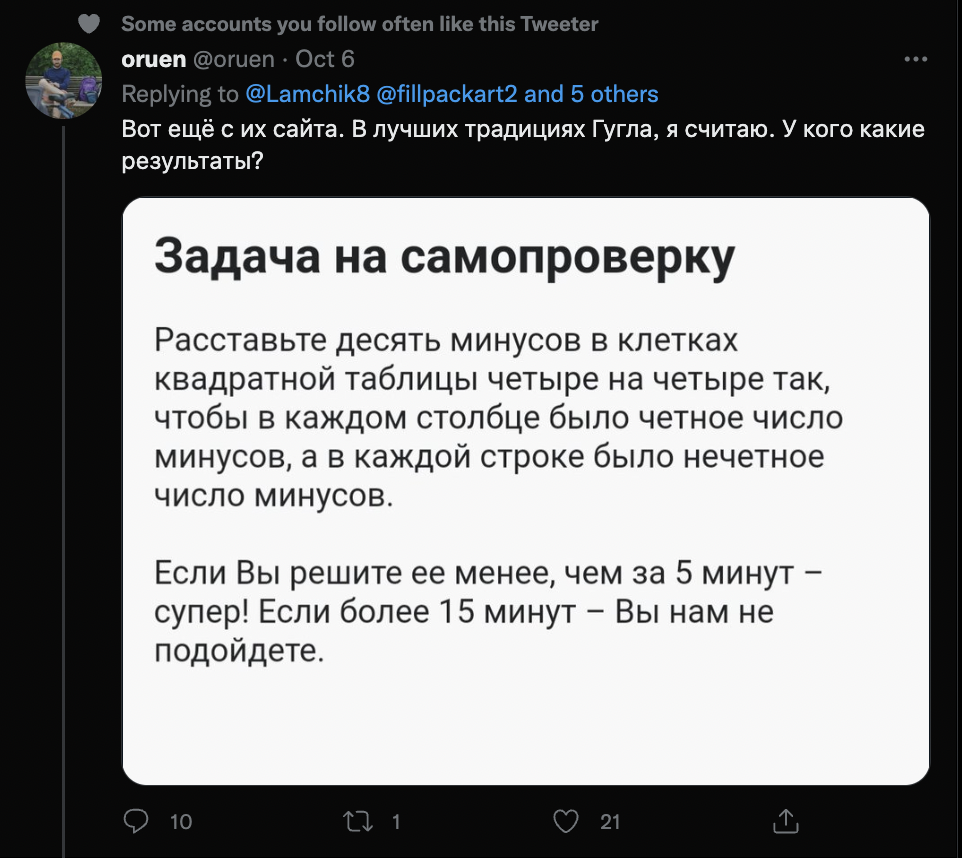 Some accounts you follow often like this Tweeter
oruen @oruen · Oct 6
Replying to @Lamchik8 @fillpackart2 and 5 others
Вот ещё с их сайта. В лучших традициях Гугла, я считаю. У кого какие
результаты?
Задача на самопроверку
Расставьте десять минусов в клетках
квадратной таблицы четыре на четыре так,
чтобы в каждом столбце было четное число
минусов, а в каждой строке было нечетное
число минусов.
Если Вы решите ее менее, чем за 5 минут –
супер! Если более 15 минут – Вы нам не
подойдете.
10 1 21